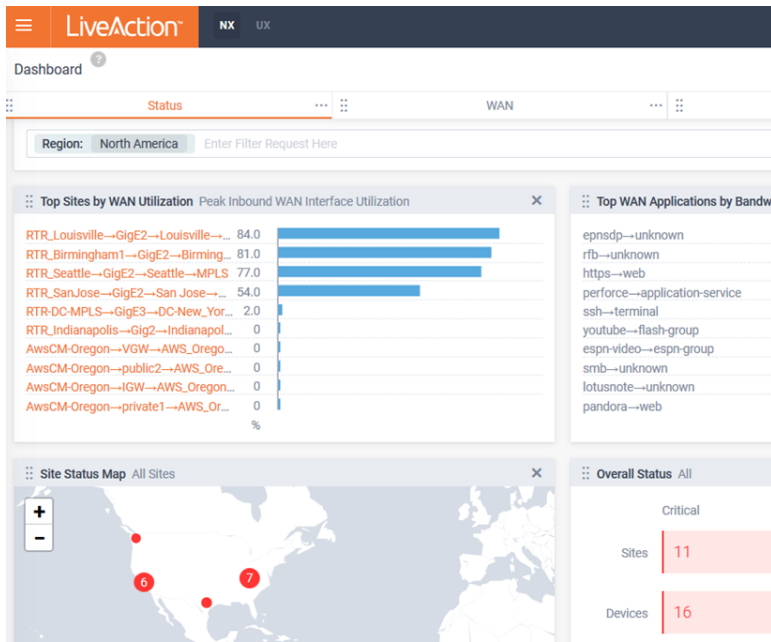 LiveAction™ NX UX
Dashboard ?
Status ... WAN ...
Region: North America Enter Filter Request Here
Top Sites by WAN Utilization Peak Inbound WAN Interface Utilization ×
RTR_Louisville→GigE2→Louisville→... 84.0
RTR_Birmingham1→GigE2→Birming... 81.0
RTR_Seattle→GigE2→Seattle→MPLS 77.0
RTR_SanJose→GigE2→San Jose→... 54.0
RTR-DC-MPLS→GigE3→DC-New_Yor... 2.0
RTR_Indianapolis→Gig2→Indianapol... 0
AwsCM-Oregon→VGW→AWS_Orego... 0
AwsCM-Oregon→public2→AWS_Ore... 0
AwsCM-Oregon→IGW→AWS_Oregon... 0
AwsCM-Oregon→private1→AWS_Or... 0
%
Top WAN Applications by Bandw
epnsdp→unknown
rfb→unknown
https→web
perforce→application-service
ssh→terminal
youtube→flash-group
espn-video→espn-group
smb→unknown
lotusnote→unknown
pandora→web
Site Status Map All Sites ×
+
−
6
7
Overall Status All
Critical
Sites 11
Devices 16